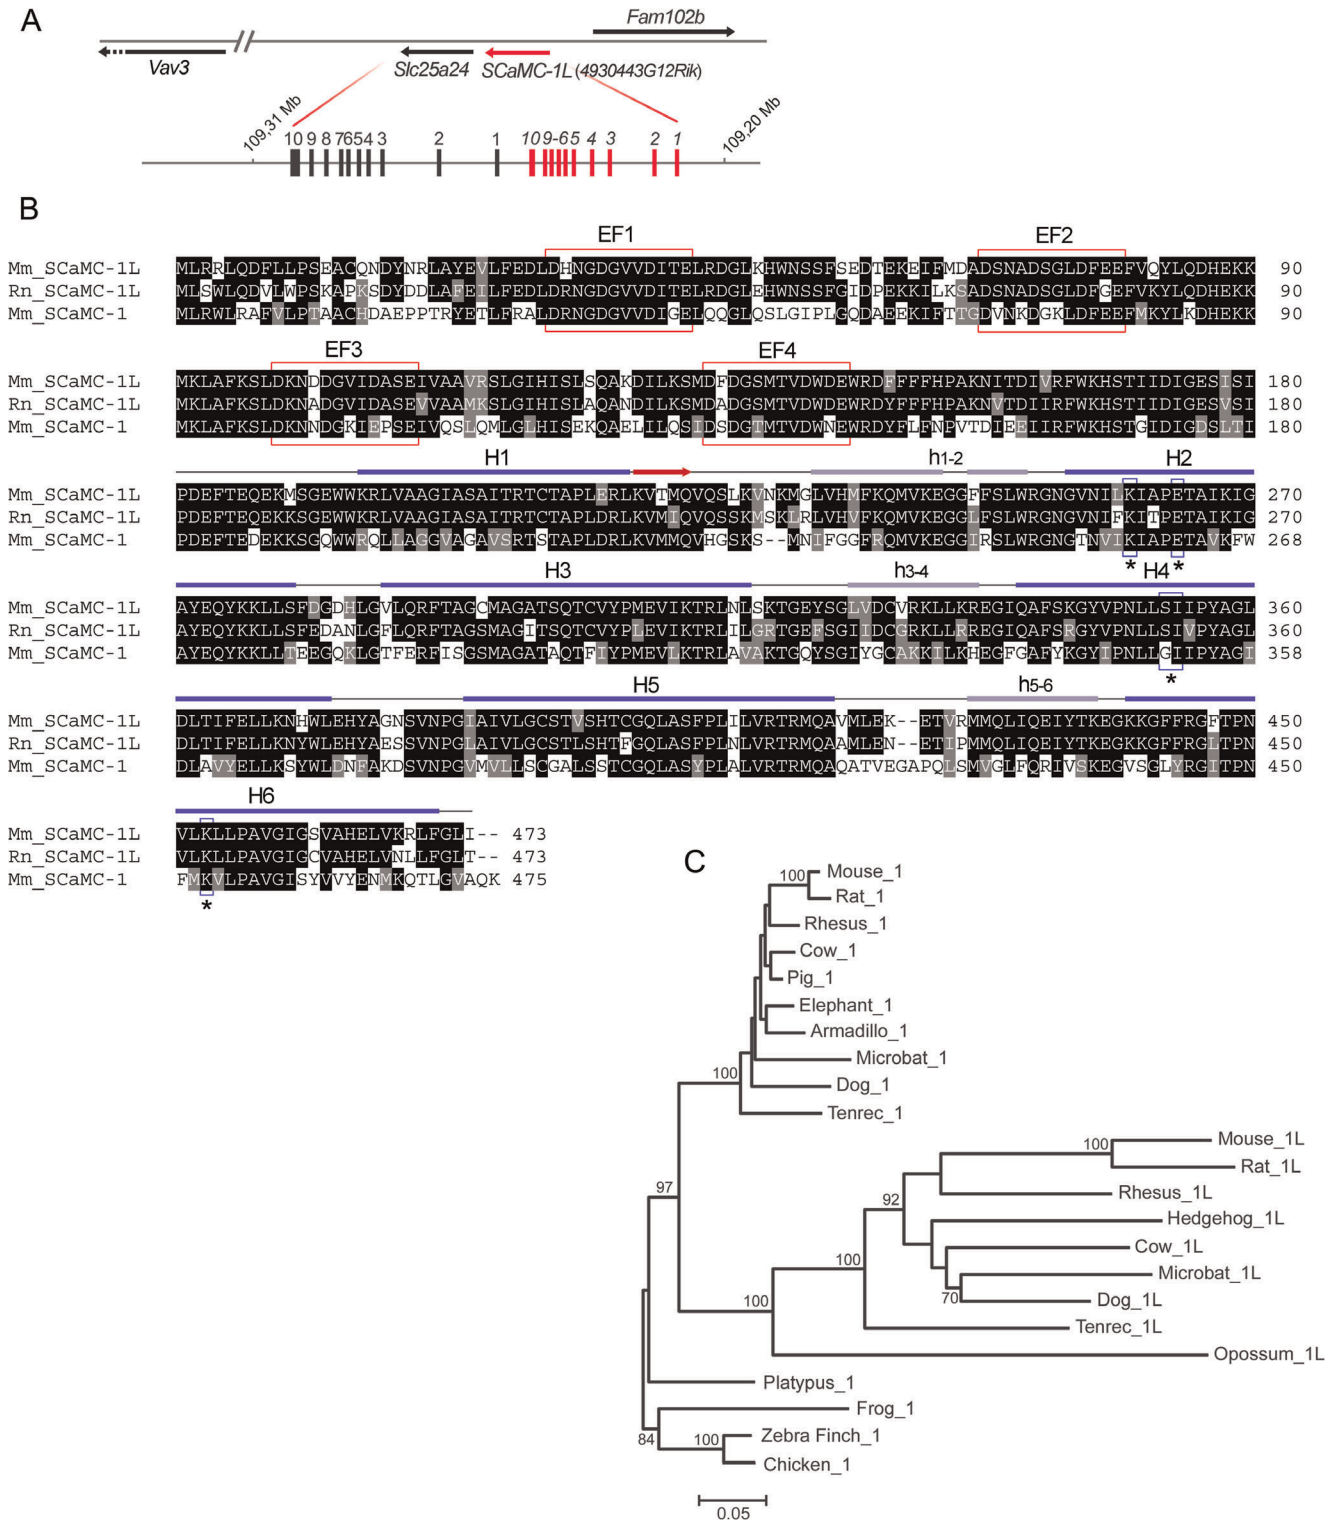 A
Fam102b
Vav3
Slc25a24
SCaMC-1L (4930443G12Rik)
109,31 Mb
109,20 Mb
10 9 8 7 6 5 4 3 2 1 10 9-6 5 4 3 2 1
B
EF1 EF2
Mm_SCaMC-1L MLRRLQDFLLPSEACQNDYNRLAYEVLFEDLDHNGDGVVDITELRDGLKHWNSSFSEDTEKEIFMDADSNADSGLDFEEFVQYLQDHEKK 90
Rn_SCaMC-1L MLSWLQDVLWPSKAPKSDYDDLAFEILFEDLDRNGDGVVDITELRDGLEHWNSSFGIDPEKKILKSADSNADSGLDFGEFVKYLQDHEKK 90
Mm_SCaMC-1 MLRWLRAFVLPTAACHDAEPPTRYETLFRALDRNGDGVVDIGELQQGLQSLGIPLGQDAEEKIFTTGDVNKDGKLDFEEFMKYLKDHEKK 90
EF3 EF4
Mm_SCaMC-1L MKLAFKSLDKNDDGVIDASEIVAAVRSLGIHISLSQAKDILKSMDFDGSMTVDWDEWRDFFFFHPAKNITDIVRFWKHSTIIDIGESISI 180
Rn_SCaMC-1L MKLAFKSLDKNADGVIDASEVVAAMKSLGIHISLAQANDILKSMDADGSMTVDWDEWRDYFFFHPAKNVTDIIRFWKHSTIIDIGESVSI 180
Mm_SCaMC-1 MKLAFKSLDKNNDGKIEPSEIVQSLQMLGLHISEKQAELILQSIDSDGTMTVDWNEWRDYFLFNPVTDIEEIIRFWKHSTGIDIGDSLTI 180
H1 h1-2 H2
Mm_SCaMC-1L PDEFTEQEKMSGEWWKRLVAAGIASAITRTCTAPLERLKVTMQVQSLKVNKMGLVHMFKQMVKEGGFFSLWRGNGVNILKIAPETAIKIG 270
Rn_SCaMC-1L PDEFTEQEKKSGEWWKRLVAAGIASAITRTCTAPLDRLKVMIQVQSSKMSKLRLVHVFKQMVKEGGLFSLWRGNGVNIFKITPETAIKIG 270
Mm_SCaMC-1 PDEFTEDEKKSGQWWRQLLAGGVAGAVSRTSTAPLDRLKVMMQVHGSKS--MNIFGGFRQMVKEGGIRSLWRGNGTNVIKIAPETAVKFW 268
* *
H3 h3-4 H4
Mm_SCaMC-1L AYEQYKKLLSFDGDHLGVLQRFTAGCMAGATSQTCVYPMEVIKTRLNLSKTGEYSGLVDCVRKLLKREGIQAFSKGYVPNLLSIIPYAGL 360
Rn_SCaMC-1L AYEQYKKLLSFEDANLGFLQRFTAGSMAGITSQTCVYPLEVIKTRLILGRTGEFSGIIDCGRKLLRREGIQAFSRGYVPNLLSIVPYAGL 360
Mm_SCaMC-1 AYEQYKKLLTEEGQKLGTFERFISGSMAGATAQTFIYPMEVLKTRLAVAKTGQYSGIYGCAKKILKHEGFGAFYKGYIPNLLGIIPYAGI 358
*
H5 h5-6
Mm_SCaMC-1L DLTIFELLKNHWLEHYAGNSVNPGIAIVLGCSTVSHTCGQLASFPLILVRTRMQAVMLEK--ETVRMMQLIQEIYTKEGKKGFFRGFTPN 450
Rn_SCaMC-1L DLTIFELLKNYWLEHYAESSVNPGLAIVLGCSTLSHTFGQLASFPLNLVRTRMQAAMLEN--ETIPMMQLIQEIYTKEGKKGFFRGLTPN 450
Mm_SCaMC-1 DLAVYELLKSYWLDNFAKDSVNPGVMVLLSCGALSSTCGQLASYPLALVRTRMQAQATVEGAPQLSMVGLFQRIVSKEGVSGLYRGITPN 450
H6
Mm_SCaMC-1L VLKLLPAVGIGSVAHELVKRLFGLI-- 473
Rn_SCaMC-1L VLKLLPAVGIGCVAHELVNLLFGLT-- 473
Mm_SCaMC-1 FMKVLPAVGISYVVYENMKQTLGVAQK 475
*
C
100 Mouse_1
Rat_1
Rhesus_1
Cow_1
Pig_1
Elephant_1
Armadillo_1
Microbat_1
100
Dog_1
Tenrec_1
100 Mouse_1L
Rat_1L
97
Rhesus_1L
92
Hedgehog_1L
Cow_1L
100
Microbat_1L
70 Dog_1L
100
Tenrec_1L
Opossum_1L
Platypus_1
Frog_1
84 100 Zebra Finch_1
Chicken_1
0.05